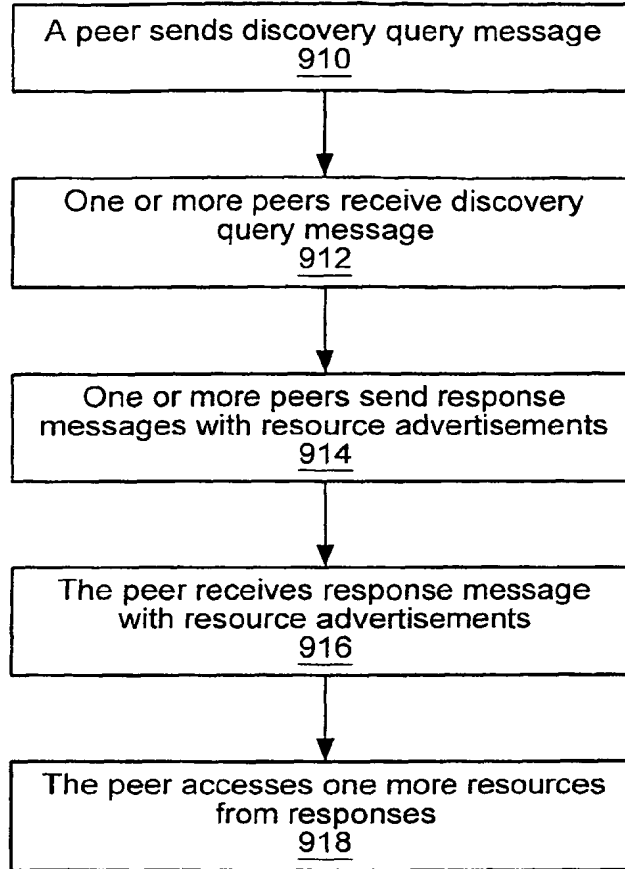 A peer sends discovery query message
910
One or more peers receive discovery
query message
912
One or more peers send response
messages with resource advertisements
914
The peer receives response message
with resource advertisements
916
The peer accesses one more resources
from responses
918